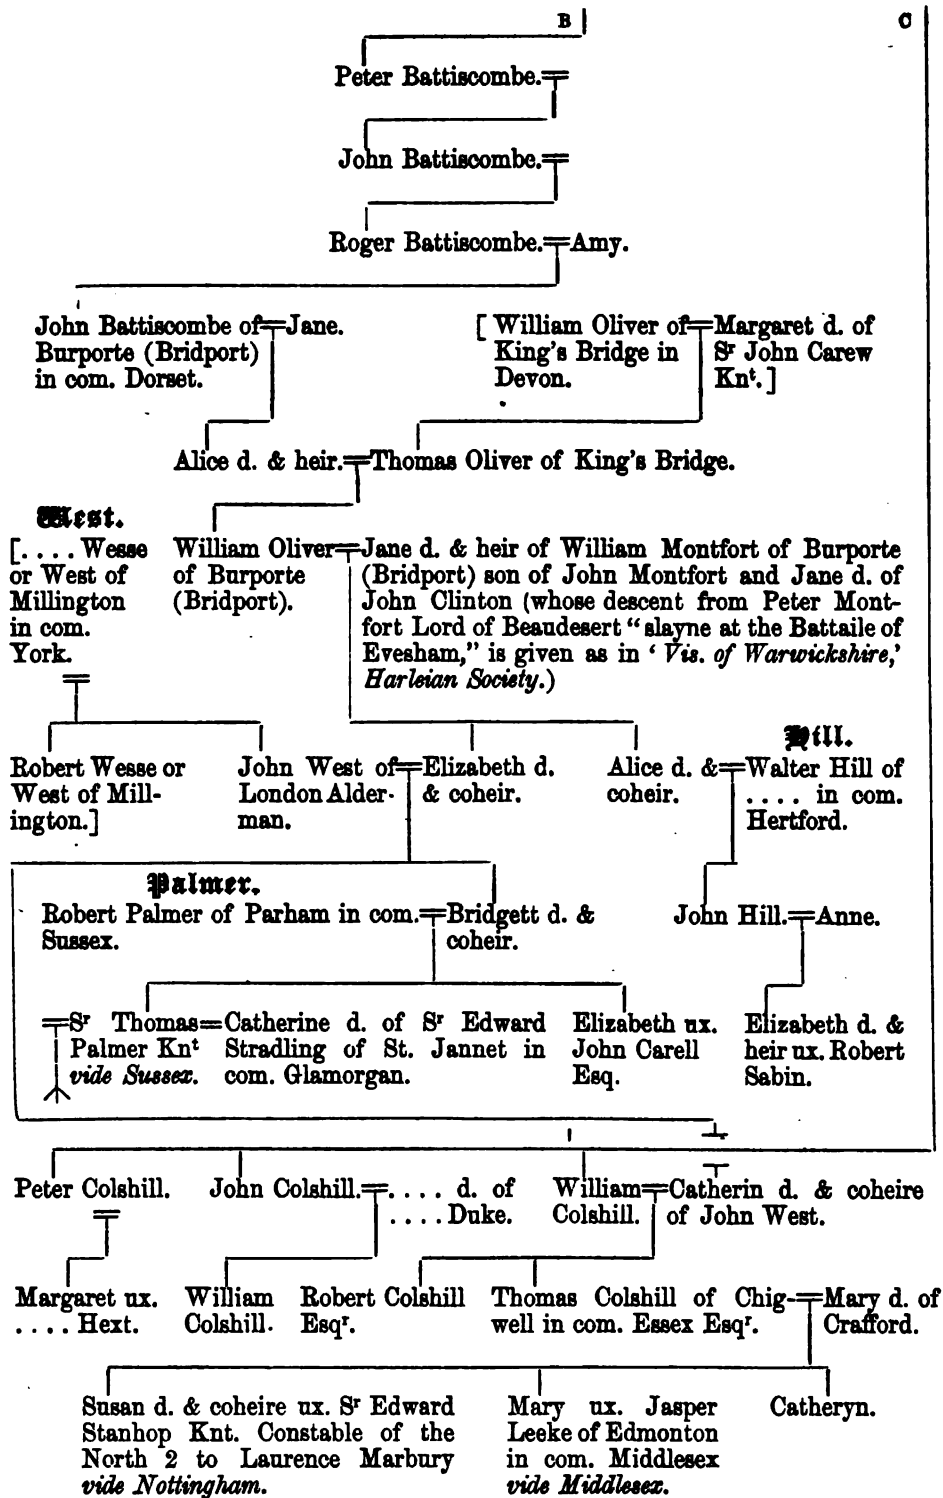 B
C
Peter Battiscombe.
John Battiscombe.
Roger Battiscombe.=Amy.
John Battiscombe of=Jane.
Burporte (Bridport)
in com. Dorset.
[ William Oliver of=Margaret d. of
King's Bridge in Sr John Carew
Devon. Knt.]
Alice d. & heir.=Thomas Oliver of King's Bridge.
West.
[.... Wesse
or West of
Millington
in com.
York.
William Oliver=
of Burporte
(Bridport).
Jane d. & heir of William Montfort of Burporte
(Bridport) son of John Montfort and Jane d. of
John Clinton (whose descent from Peter Mont-
fort Lord of Beaudesert "slayne at the Battaile of
Evesham," is given as in ' Vis. of Warwickshire,'
Harleian Society.)
Robert Wesse or
West of Mill-
ington.]
John West of=Elizabeth d.
London Alder- & coheir.
man.
Hill.
Alice d. &=Walter Hill of
coheir. .... in com.
Hertford.
Palmer.
Robert Palmer of Parham in com.=Bridgett d. &
Sussex. coheir.
John Hill.=Anne.
=Sr Thomas=Catherine d. of Sr Edward
Palmer Knt Stradling of St. Jannet in
vide Sussex. com. Glamorgan.
Elizabeth ux.
John Carell
Esq.
Elizabeth d. &
heir ux. Robert
Sabin.
Peter Colshill.
John Colshill.=.... d. of
.... Duke.
William=Catherin d. & coheire
Colshill. of John West.
Margaret ux.
.... Hext.
William
Colshill.
Robert Colshill
Esqr.
Thomas Colshill of Chig-=Mary d. of
well in com. Essex Esqr. Crafford.
Susan d. & coheire ux. Sr Edward
Stanhop Knt. Constable of the
North 2 to Laurence Marbury
vide Nottingham.
Mary ux. Jasper
Leeke of Edmonton
in com. Middlesex
vide Middlesex.
Catheryn.